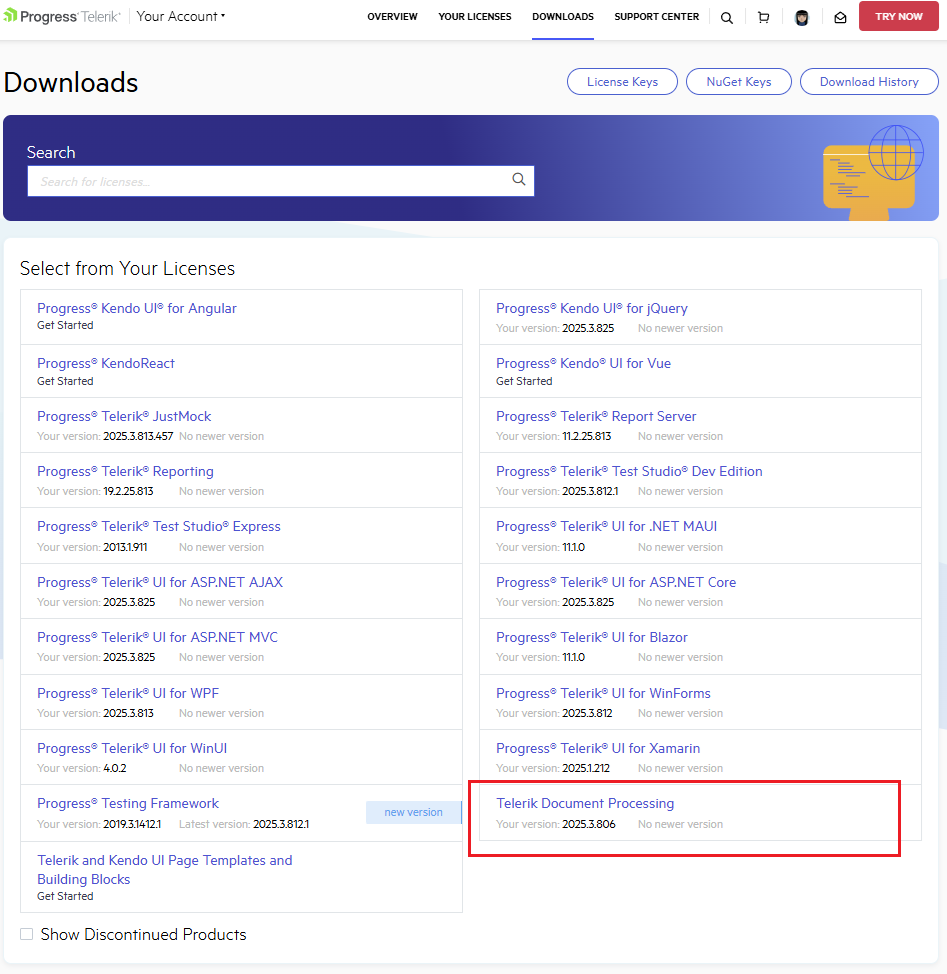 Progress® Telerik® Your Account
OVERVIEW YOUR LICENSES DOWNLOADS SUPPORT CENTER TRY NOW
Downloads
License Keys NuGet Keys Download History
Search
Search for licenses...
Select from Your Licenses
Progress® Kendo UI® for Angular
Get Started
Progress® Kendo UI® for jQuery
Your version: 2025.3.825 No newer version
Progress® KendoReact
Get Started
Progress® Kendo® UI for Vue
Get Started
Progress® Telerik® JustMock
Your version: 2025.3.813.457 No newer version
Progress® Telerik® Report Server
Your version: 11.2.25.813 No newer version
Progress® Telerik® Reporting
Your version: 19.2.25.813 No newer version
Progress® Telerik® Test Studio® Dev Edition
Your version: 2025.3.812.1 No newer version
Progress® Telerik® Test Studio® Express
Your version: 2013.1.911 No newer version
Progress® Telerik® UI for .NET MAUI
Your version: 11.1.0 No newer version
Progress® Telerik® UI for ASP.NET AJAX
Your version: 2025.3.825 No newer version
Progress® Telerik® UI for ASP.NET Core
Your version: 2025.3.825 No newer version
Progress® Telerik® UI for ASP.NET MVC
Your version: 2025.3.825 No newer version
Progress® Telerik® UI for Blazor
Your version: 11.1.0 No newer version
Progress® Telerik® UI for WPF
Your version: 2025.3.813 No newer version
Progress® Telerik® UI for WinForms
Your version: 2025.3.812 No newer version
Progress® Telerik® UI for WinUI
Your version: 4.0.2 No newer version
Progress® Telerik® UI for Xamarin
Your version: 2025.1.212 No newer version
Progress® Testing Framework
Your version: 2019.3.1412.1 Latest version: 2025.3.812.1
new version
Telerik Document Processing
Your version: 2025.3.806 No newer version
Telerik and Kendo UI Page Templates and
Building Blocks
Get Started
Show Discontinued Products